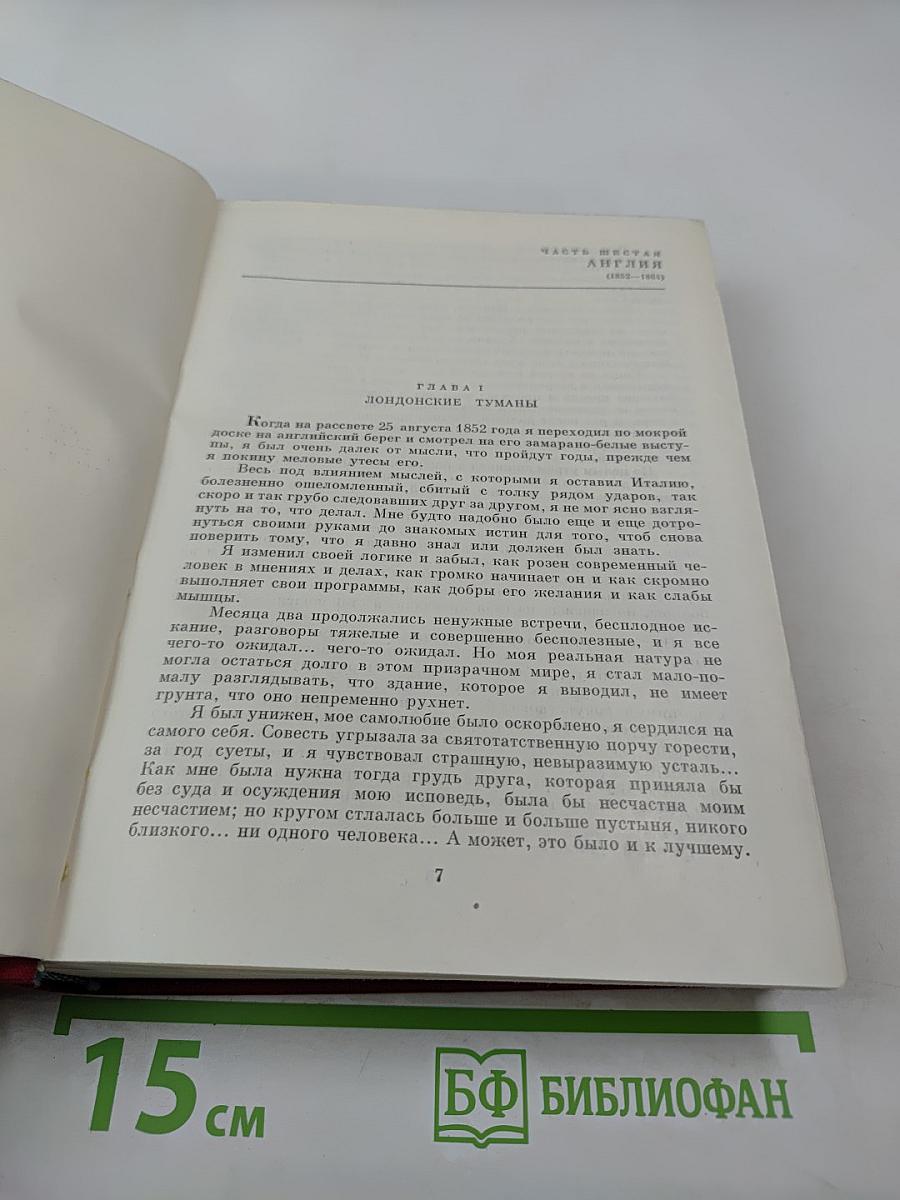 ЧАСТЬ ШЕСТАЯ
АНГЛИЯ
(1852—1864)
ГЛАВА I
ЛОНДОНСКИЕ ТУМАНЫ
Когда на рассвете 25 августа 1852 года я переходил по мокрой
доске на английский берег и смотрел на его замарано-белые высту-
пы, я был очень далек от мысли, что пройдут годы, прежде чем
я покину меловые утесы его.
Весь под влиянием мыслей, с которыми я оставил Италию,
болезненно ошеломленный, сбитый с толку рядом ударов, так
скоро и так грубо следовавших друг за другом, я не мог ясно взгля-
нуть на то, что делал. Мне будто надобно было еще и еще дотро-
нуться своими руками до знакомых истин для того, чтоб снова
поверить тому, что я давно знал или должен был знать.
Я изменил своей логике и забыл, как розен современный че-
ловек в мнениях и делах, как громко начинает он и как скромно
выполняет свои программы, как добры его желания и как слабы
мышцы.
Месяца два продолжались ненужные встречи, бесплодное ис-
кание, разговоры тяжелые и совершенно бесполезные, и я все
чего-то ожидал... чего-то ожидал. Но моя реальная натура не
могла остаться долго в этом призрачном мире, я стал мало-по-
малу разглядывать, что здание, которое я выводил, не имеет
грунта, что оно непременно рухнет.
Я был унижен, мое самолюбие было оскорблено, я сердился на
самого себя. Совесть угрызала за святотатственную порчу горести,
за год суеты, и я чувствовал страшную, невыразимую усталь...
Как мне была нужна тогда грудь друга, которая приняла бы
без суда и осуждения мою исповедь, была бы несчастна моим
несчастием; но кругом стлалась больше и больше пустыня, никого
близкого... ни одного человека... А может, это было и к лучшему.
7
15 см
БФ БИБЛИОФАН